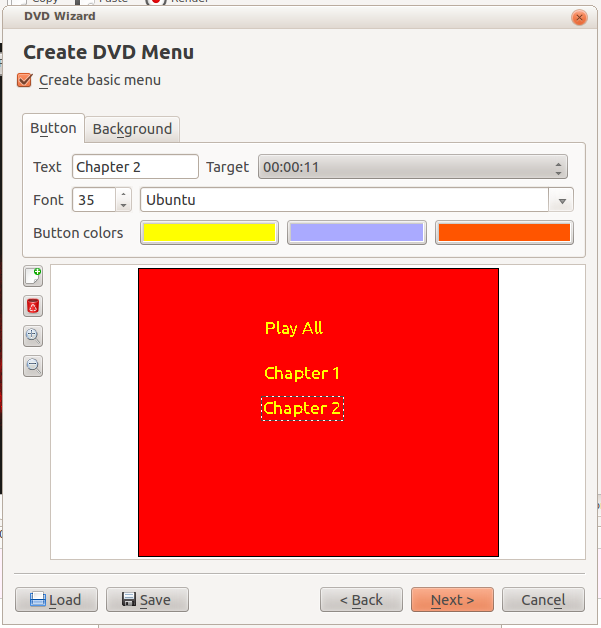 Copy Paste Render
DVD Wizard
Create DVD Menu
Create basic menu
Button Background
Text Chapter 2 Target 00:00:11
Font 35 Ubuntu
Button colors
Play All
Chapter 1
Chapter 2
Load Save < Back Next > Cancel